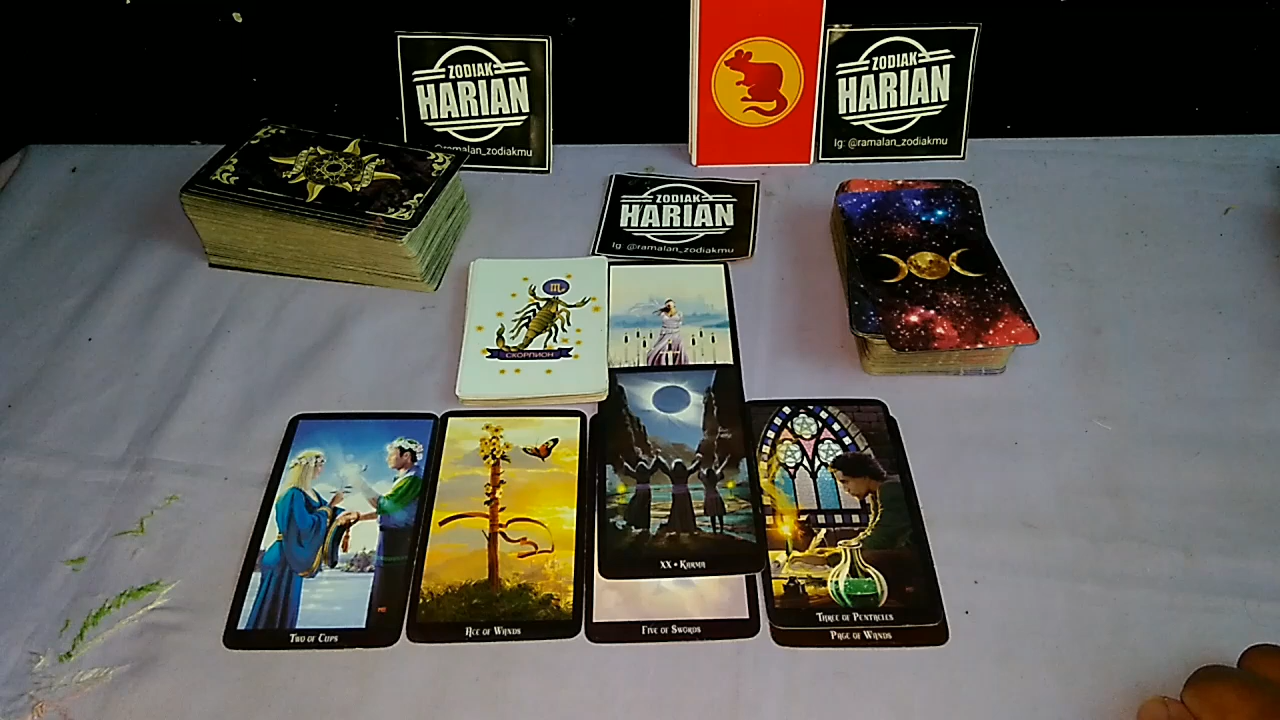 ZODIAK
HARIAN
@ramalan_zodiakmu
ZODIAK
HARIAN
Ig: @ramalan_zodiakmu
ZODIAK
HARIAN
Ig @ramalan_zodiakmu
СКОРПИОН
XX • KARMA
TWO OF CUPS
ACE OF WANDS
FIVE OF SWORDS
THREE OF PENTACLES
PAGE OF WANDS